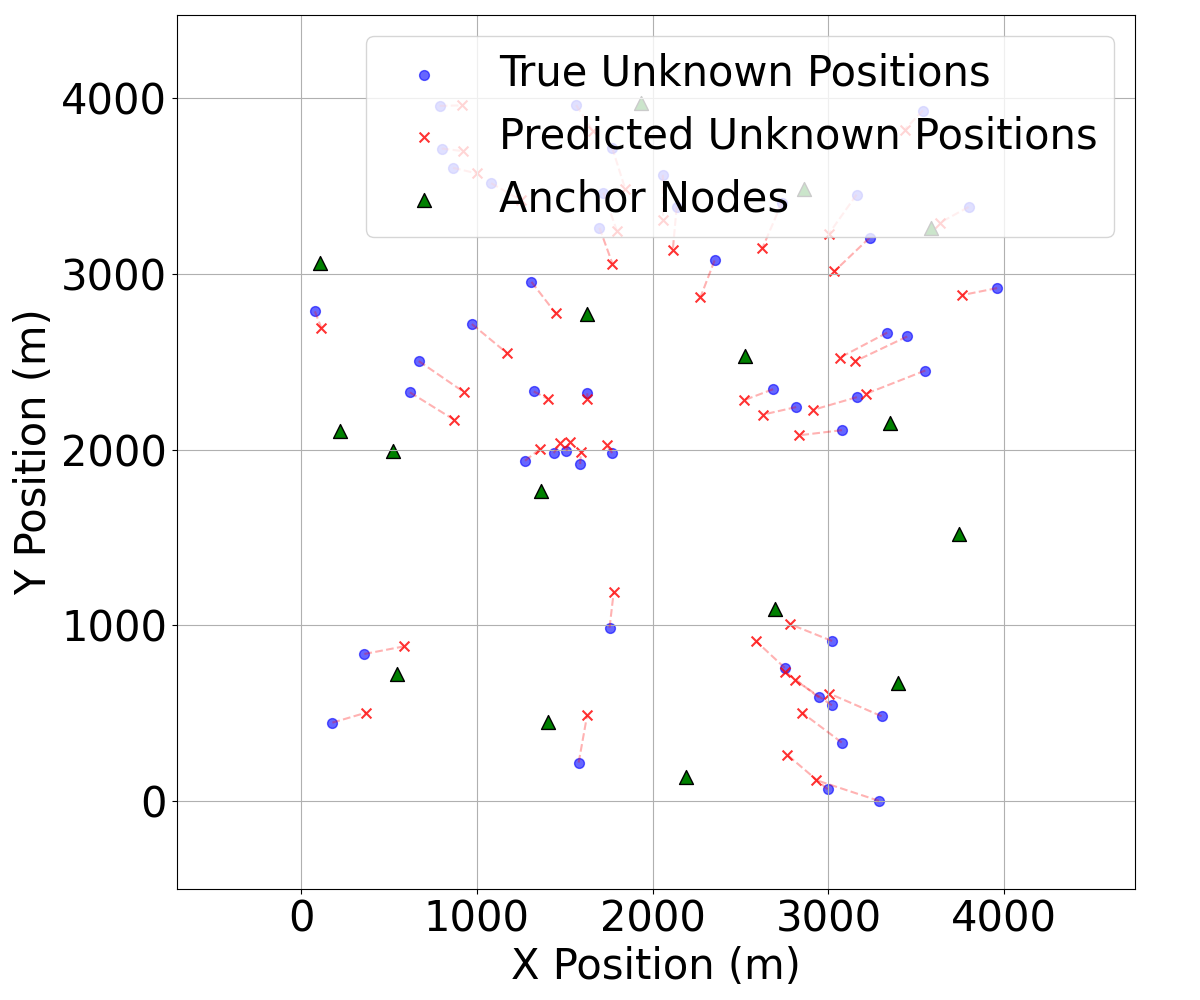 True Unknown Positions
Predicted Unknown Positions
Anchor Nodes
4000
3000
2000
1000
0
Y Position (m)
0 1000 2000 3000 4000
X Position (m)